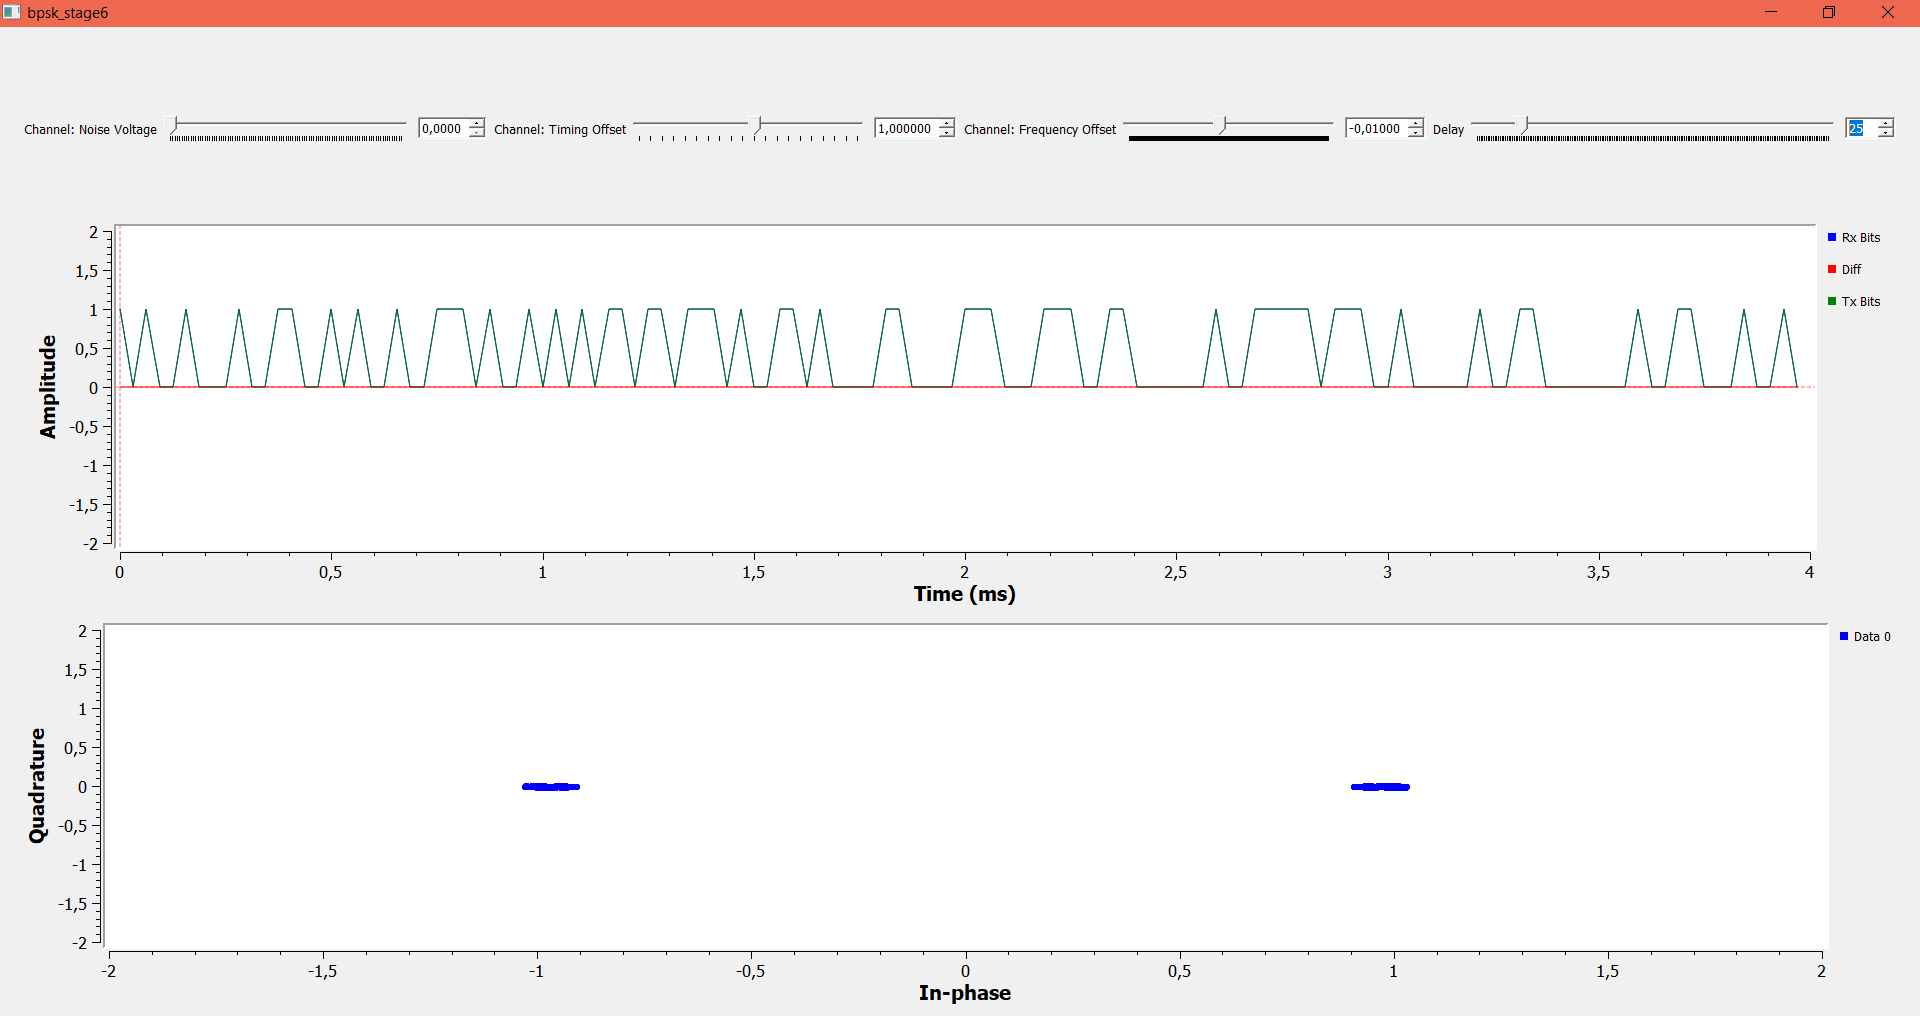 bpsk_stage6
Channel: Noise Voltage 0,0000 Channel: Timing Offset 1,000000 Channel: Frequency Offset -0,01000 Delay 25
2
1,5
1
0,5
0
-0,5
-1
-1,5
-2
Amplitude
0 0,5 1 1,5 2 2,5 3 3,5 4
Time (ms)
Rx Bits
Diff
Tx Bits
2
1,5
1
0,5
0
-0,5
-1
-1,5
-2
Quadrature
-2 -1,5 -1 -0,5 0 0,5 1 1,5 2
In-phase
Data 0